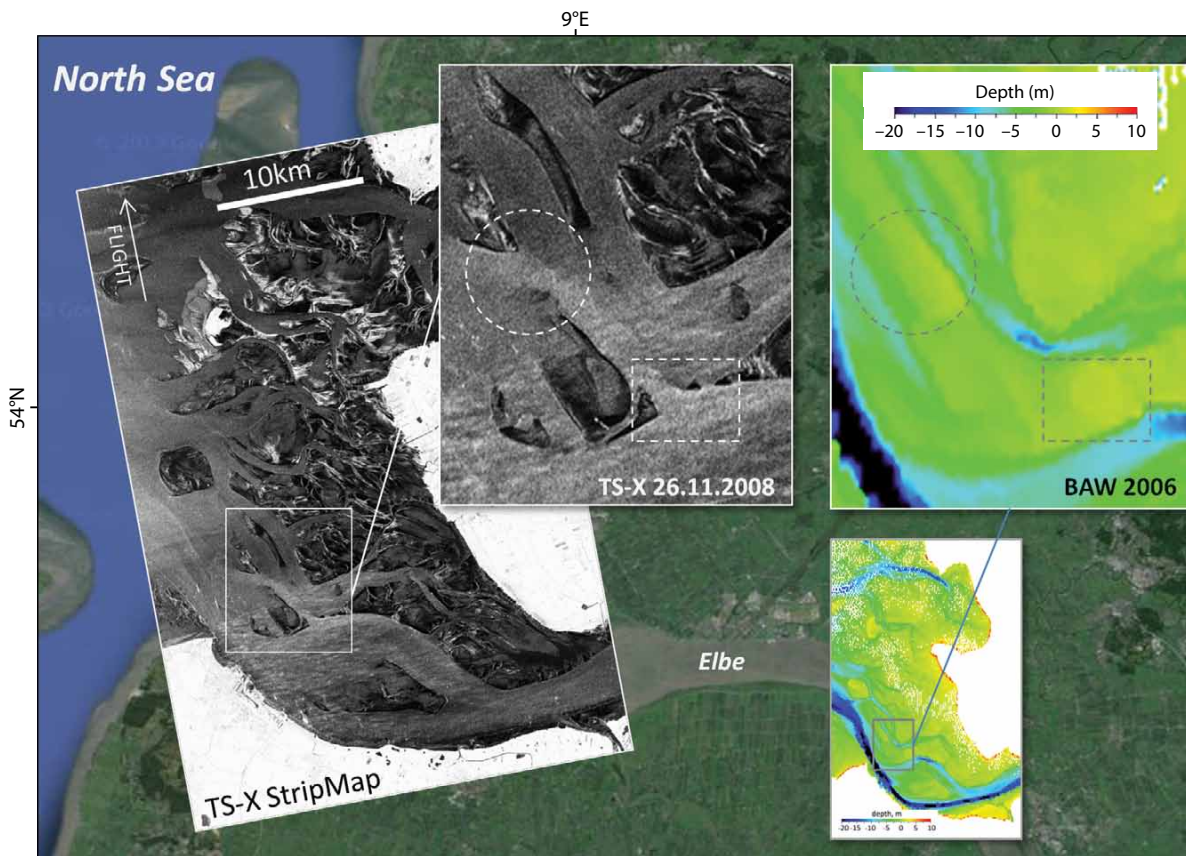 9°E
North Sea
10km
FLIGHT
54°N
TS-X 26.11.2008
Depth (m)
−20 −15 −10 −5 0 5 10
BAW 2006
Elbe
TS-X StripMap
depth, m
-20 -15 -10 -5 0 5 10